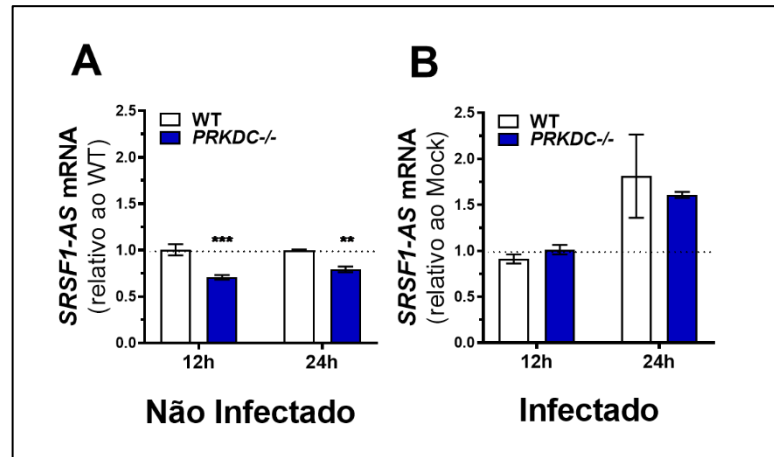 A
SRSF1-AS mRNA
(relativo ao WT)
2.5
2.0
1.5
1.0
0.5
0.0
WT
PRKDC-/-
***
**
12h
24h
Não Infectado
B
SRSF1-AS mRNA
(relativo ao Mock)
2.5
2.0
1.5
1.0
0.5
0.0
WT
PRKDC-/-
12h
24h
Infectado